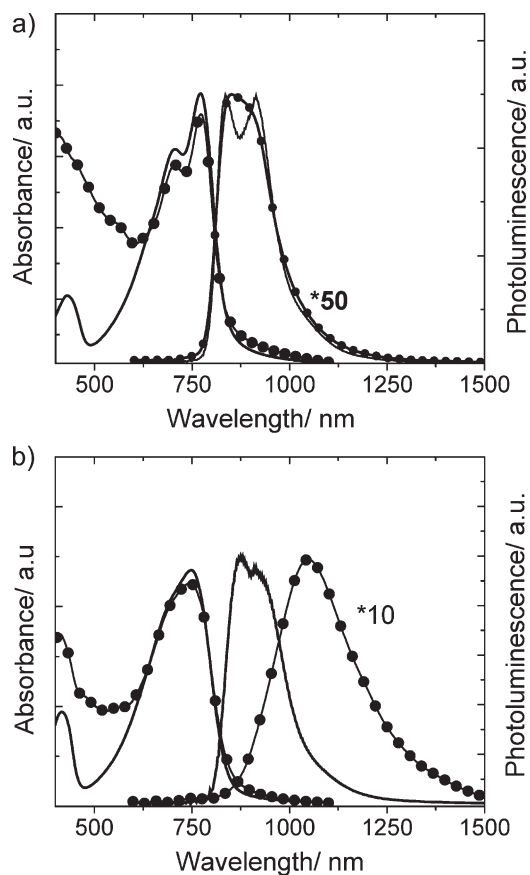 a)
Absorbance/ a.u.
Photoluminescence/ a.u.
*50
500 750 1000 1250 1500
Wavelength/ nm
b)
Absorbance/ a.u
Photoluminescence/ a.u.
*10
500 750 1000 1250 1500
Wavelength/ nm